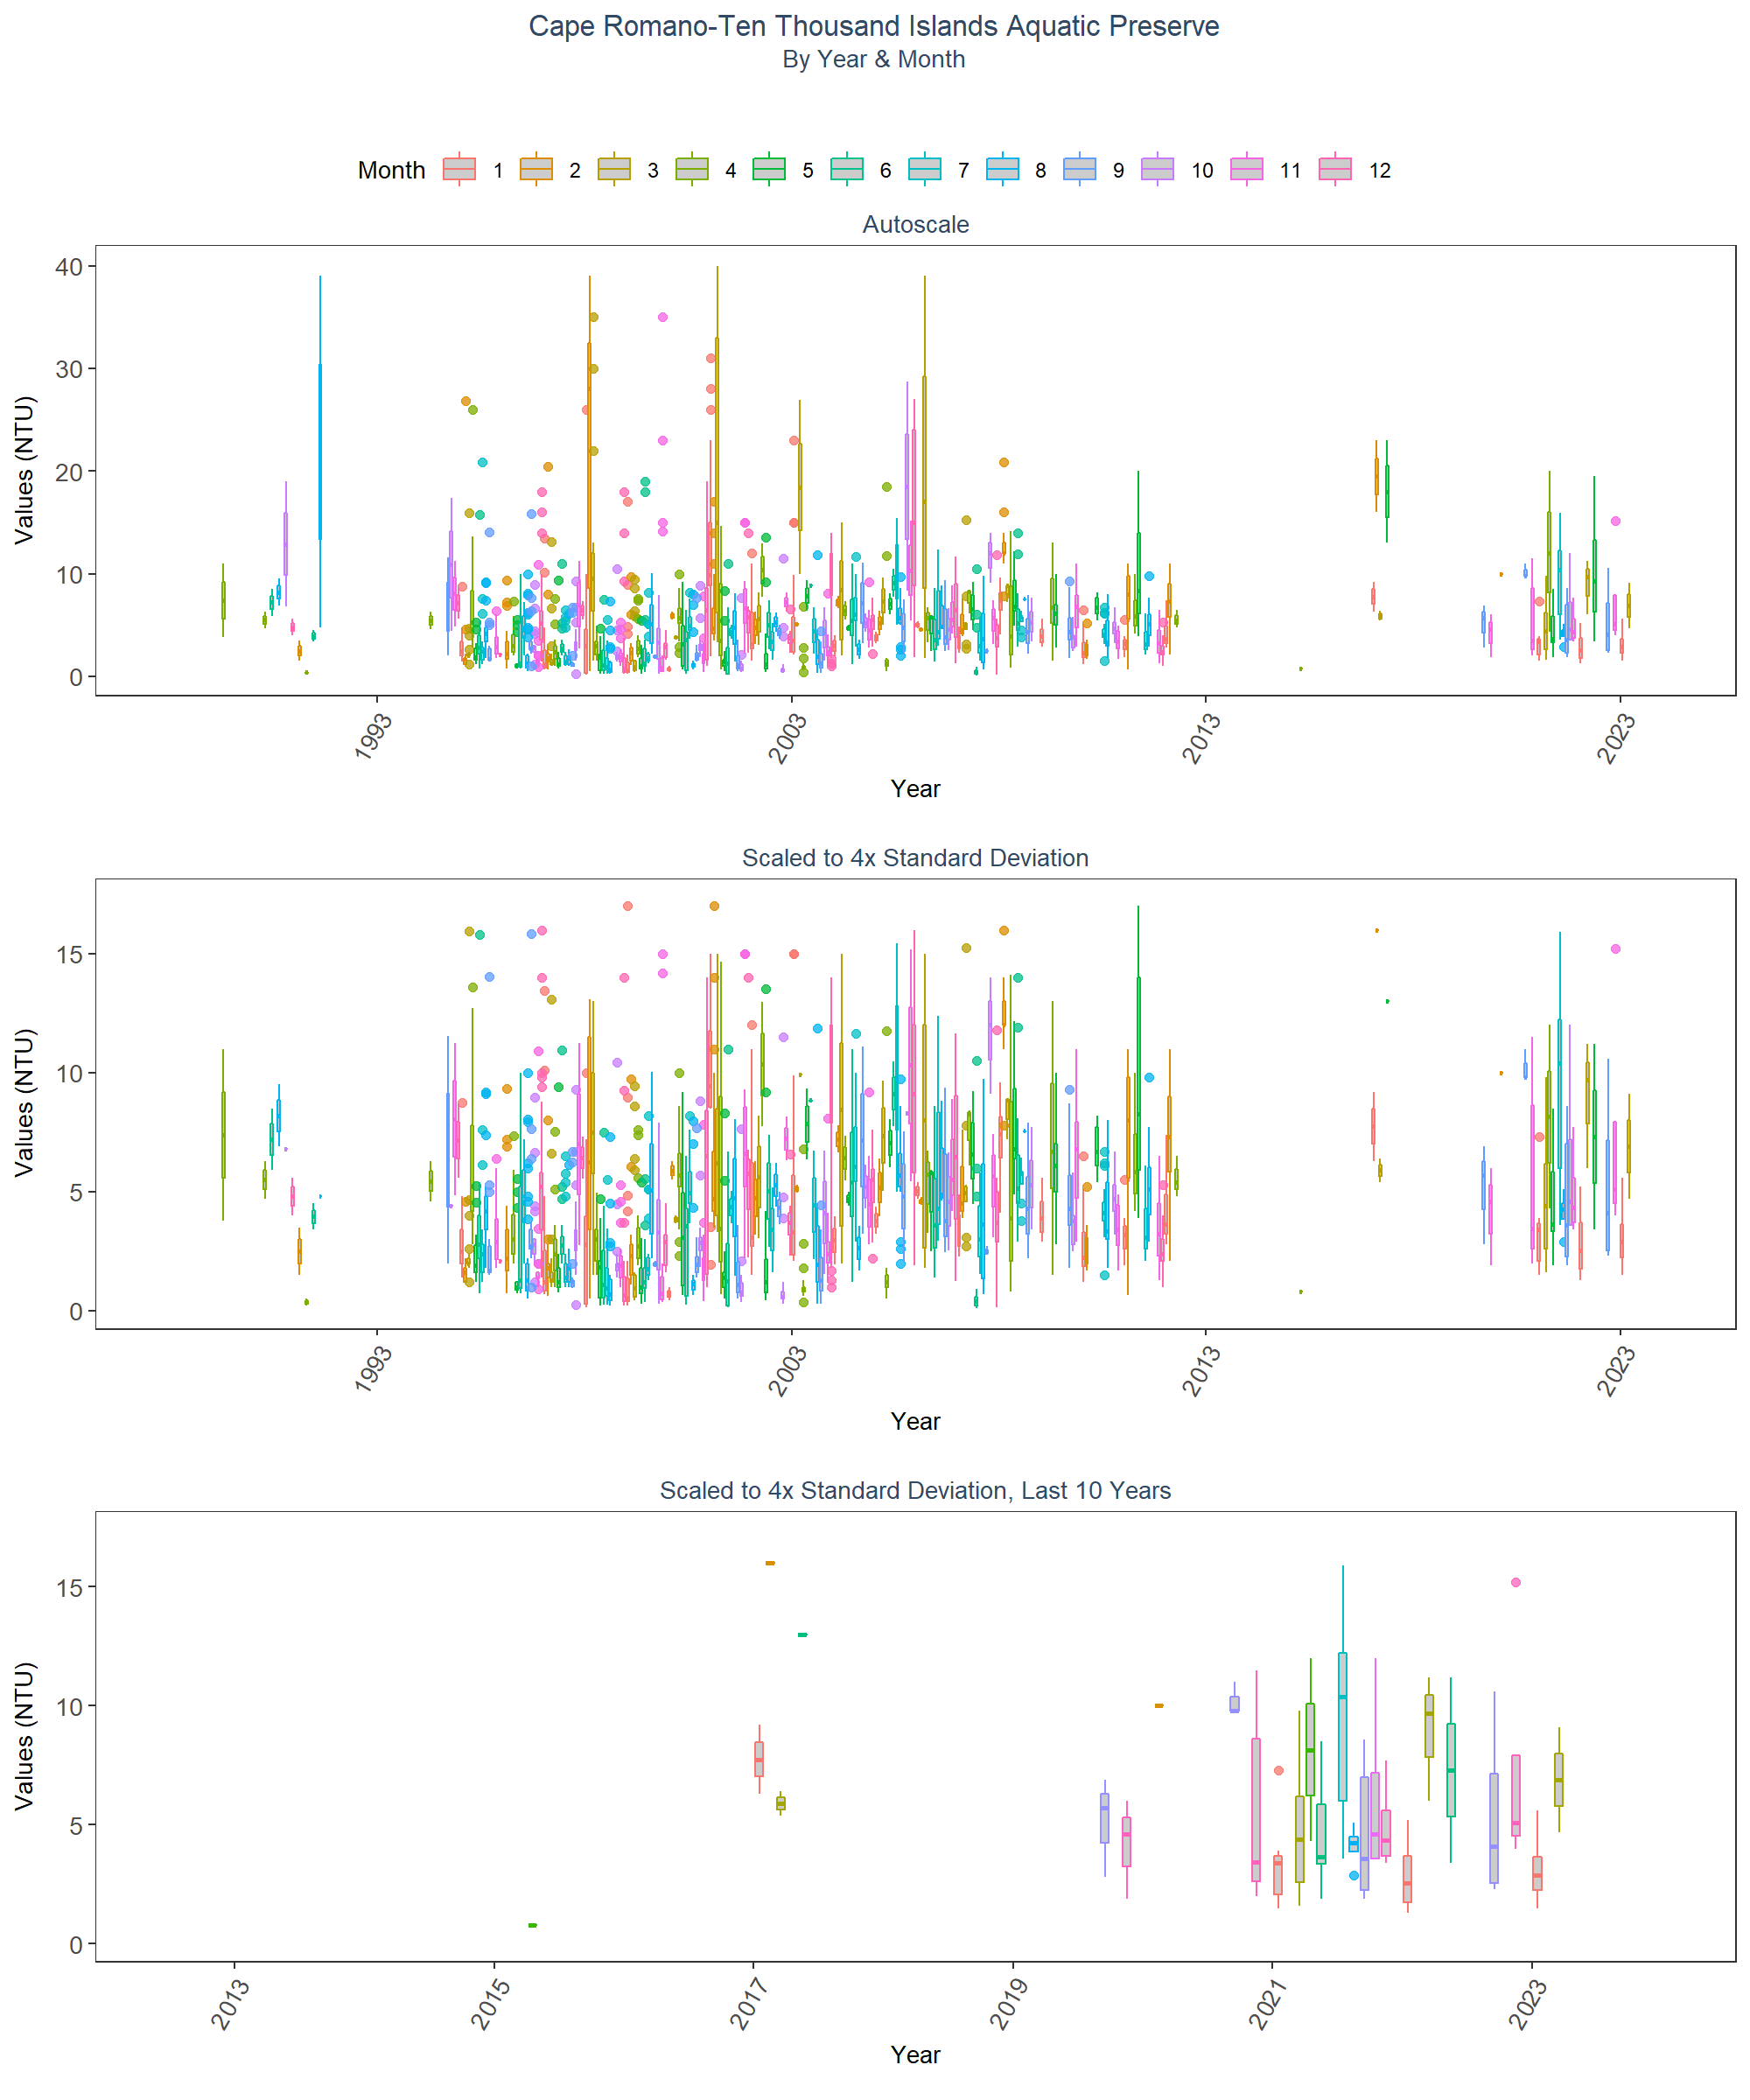 Cape Romano-Ten Thousand Islands Aquatic Preserve
By Year & Month
Month 1 2 3 4 5 6 7 8 9 10 11 12
Autoscale
Values (NTU)
40
30
20
10
0
1993 2003 2013 2023
Year
Scaled to 4x Standard Deviation
Values (NTU)
15
10
5
0
1993 2003 2013 2023
Year
Scaled to 4x Standard Deviation, Last 10 Years
Values (NTU)
15
10
5
0
2013 2015 2017 2019 2021 2023
Year